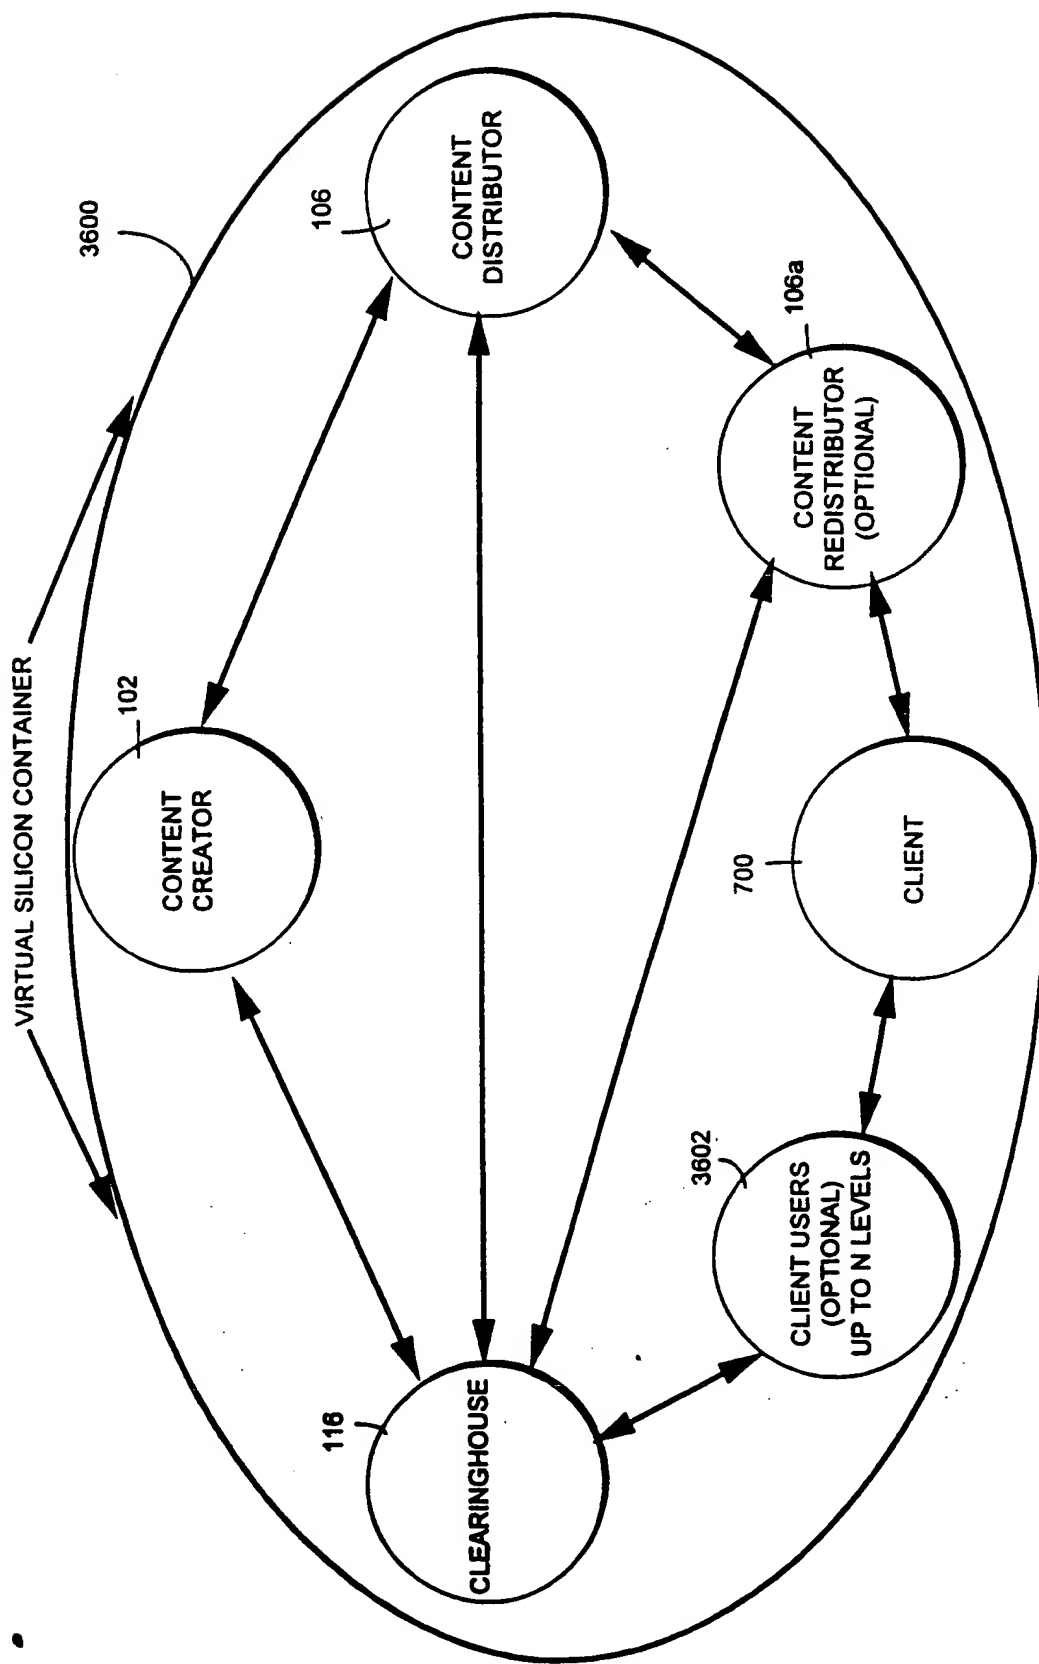 VIRTUAL SILICON CONTAINER
3600
102
CONTENT
CREATOR
106
CONTENT
DISTRIBUTOR
116
CLEARINGHOUSE
106a
CONTENT
REDISTRIBUTOR
(OPTIONAL)
700
CLIENT
3602
CLIENT USERS
(OPTIONAL)
UP TO N LEVELS